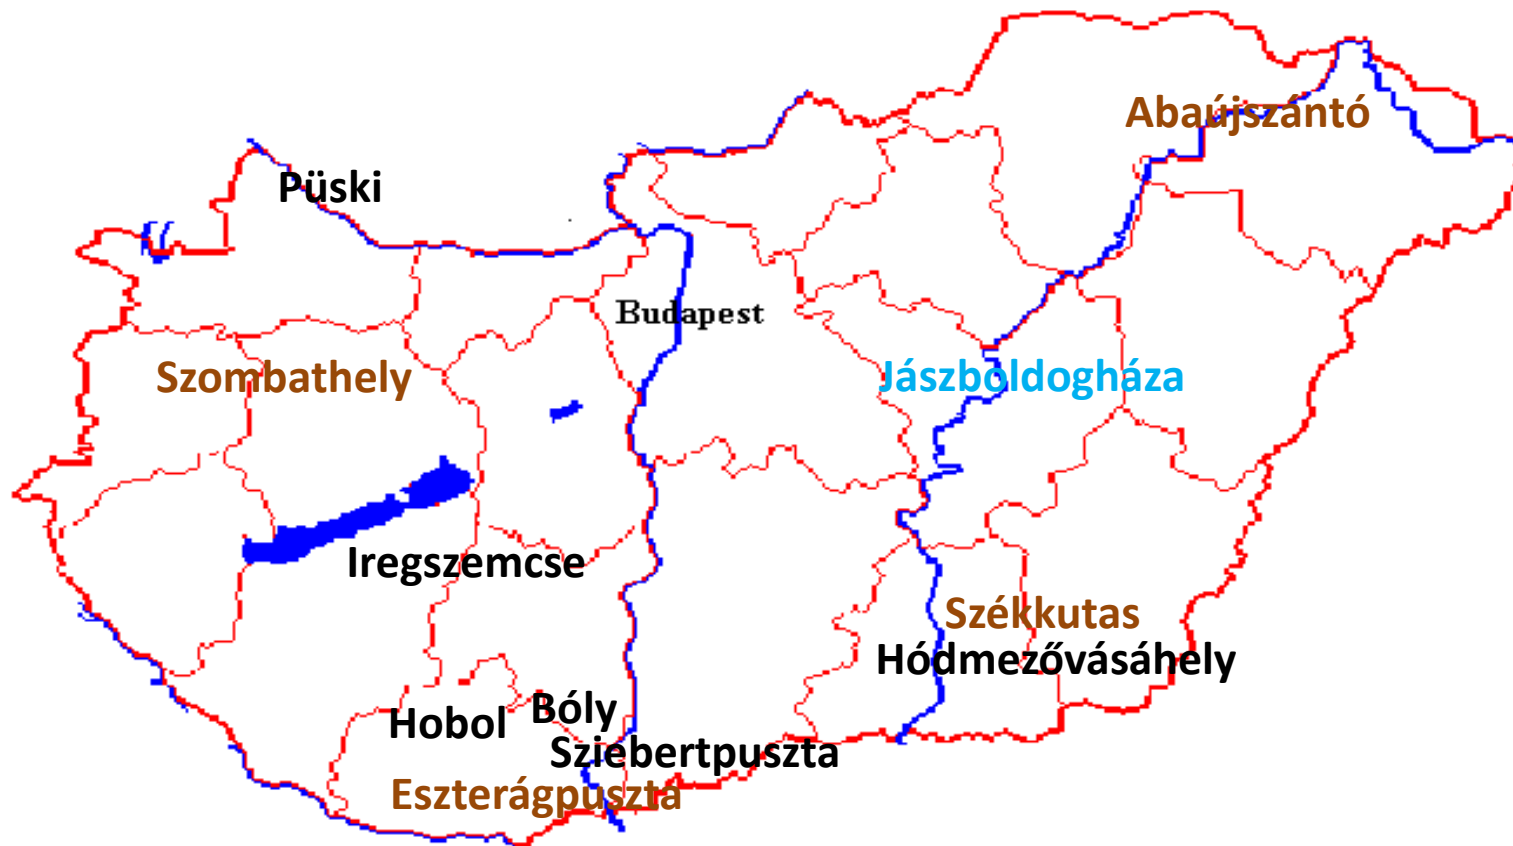 Abaújszántó
Püski
Budapest
Szombathely
Jászboldogháza
Iregszemcse
Székkutas
Hódmezővásáhely
Hobol
Bóly
Sziebertpuszta
Eszterágpuszta